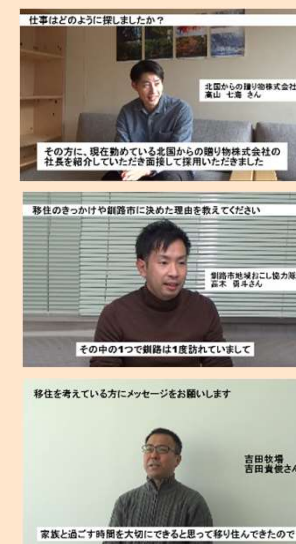 仕事はどのように探しましたか？
北国からの贈り物株式会社
高山 七海 さん
その方に、現在勤めている北国からの贈り物株式会社の
社長を紹介していただき面接して採用いただきました
移住のきっかけや釧路市に決めた理由を教えてください
釧路市地域おこし協力隊
高木 勇斗さん
その中の1つで釧路は1度訪れていまして
移住を考えている方にメッセージをお願いします
吉田牧場
吉田貴俊さん
家族と過ごす時間を大切にできると思って移り住んできたので